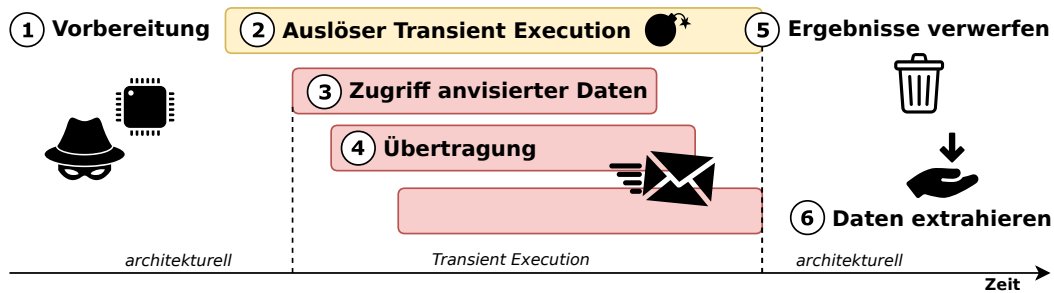 1 Vorbereitung
2 Auslöser Transient Execution
5 Ergebnisse verwerfen
3 Zugriff anvisierter Daten
4 Übertragung
6 Daten extrahieren
architekturell
Transient Execution
architekturell
Zeit